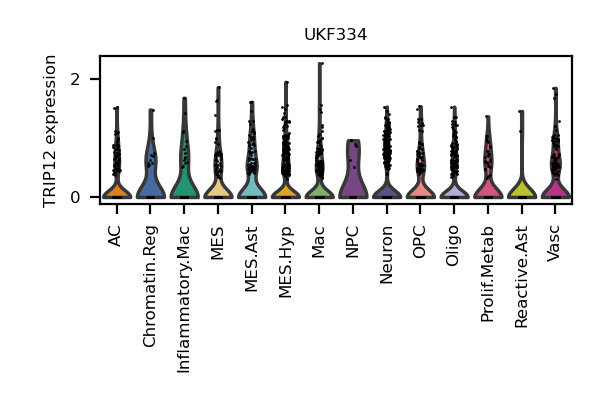 UKF334
TRIP12 expression
2
0
AC
Chromatin.Reg
Inflammatory.Mac
MES
MES.Ast
MES.Hyp
Mac
NPC
Neuron
OPC
Oligo
Prolif.Metab
Reactive.Ast
Vasc